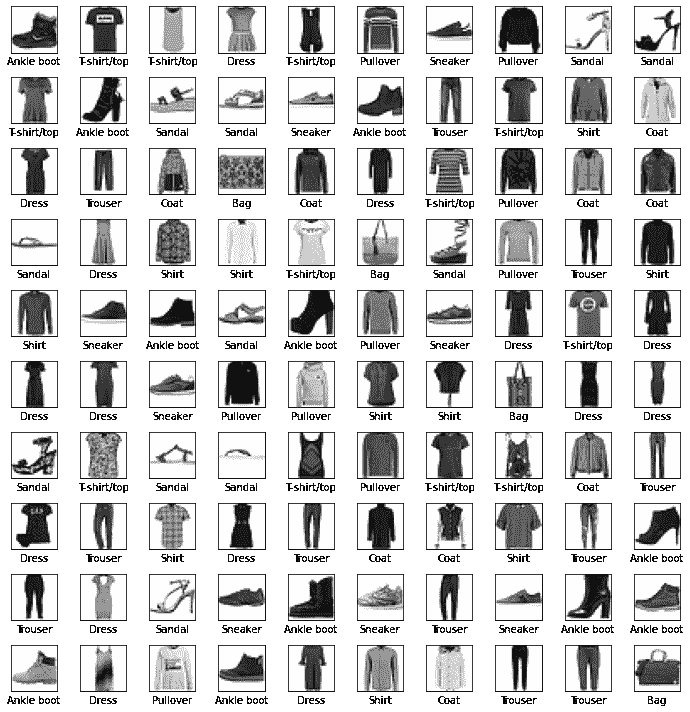 Ankle boot T-shirt/top T-shirt/top Dress T-shirt/top Pullover Sneaker Pullover Sandal Sandal
T-shirt/top Ankle boot Sandal Sandal Sneaker Ankle boot Trouser T-shirt/top Shirt Coat
Dress Trouser Coat Bag Coat Dress T-shirt/top Pullover Coat Coat
Sandal Dress Shirt Shirt T-shirt/top Bag Sandal Pullover Trouser Shirt
Shirt Sneaker Ankle boot Sandal Ankle boot Pullover Sneaker Dress T-shirt/top Dress
Dress Dress Sneaker Pullover Pullover Shirt Shirt Bag Dress Dress
Sandal T-shirt/top Sandal Sandal T-shirt/top Pullover T-shirt/top T-shirt/top Coat Trouser
Dress Trouser Shirt Dress Trouser Coat Coat Shirt Trouser Ankle boot
Trouser Dress Sandal Sneaker Ankle boot Sneaker Trouser Sneaker Ankle boot Ankle boot
Ankle boot Dress Pullover Ankle boot Dress Shirt Coat Trouser Trouser Bag